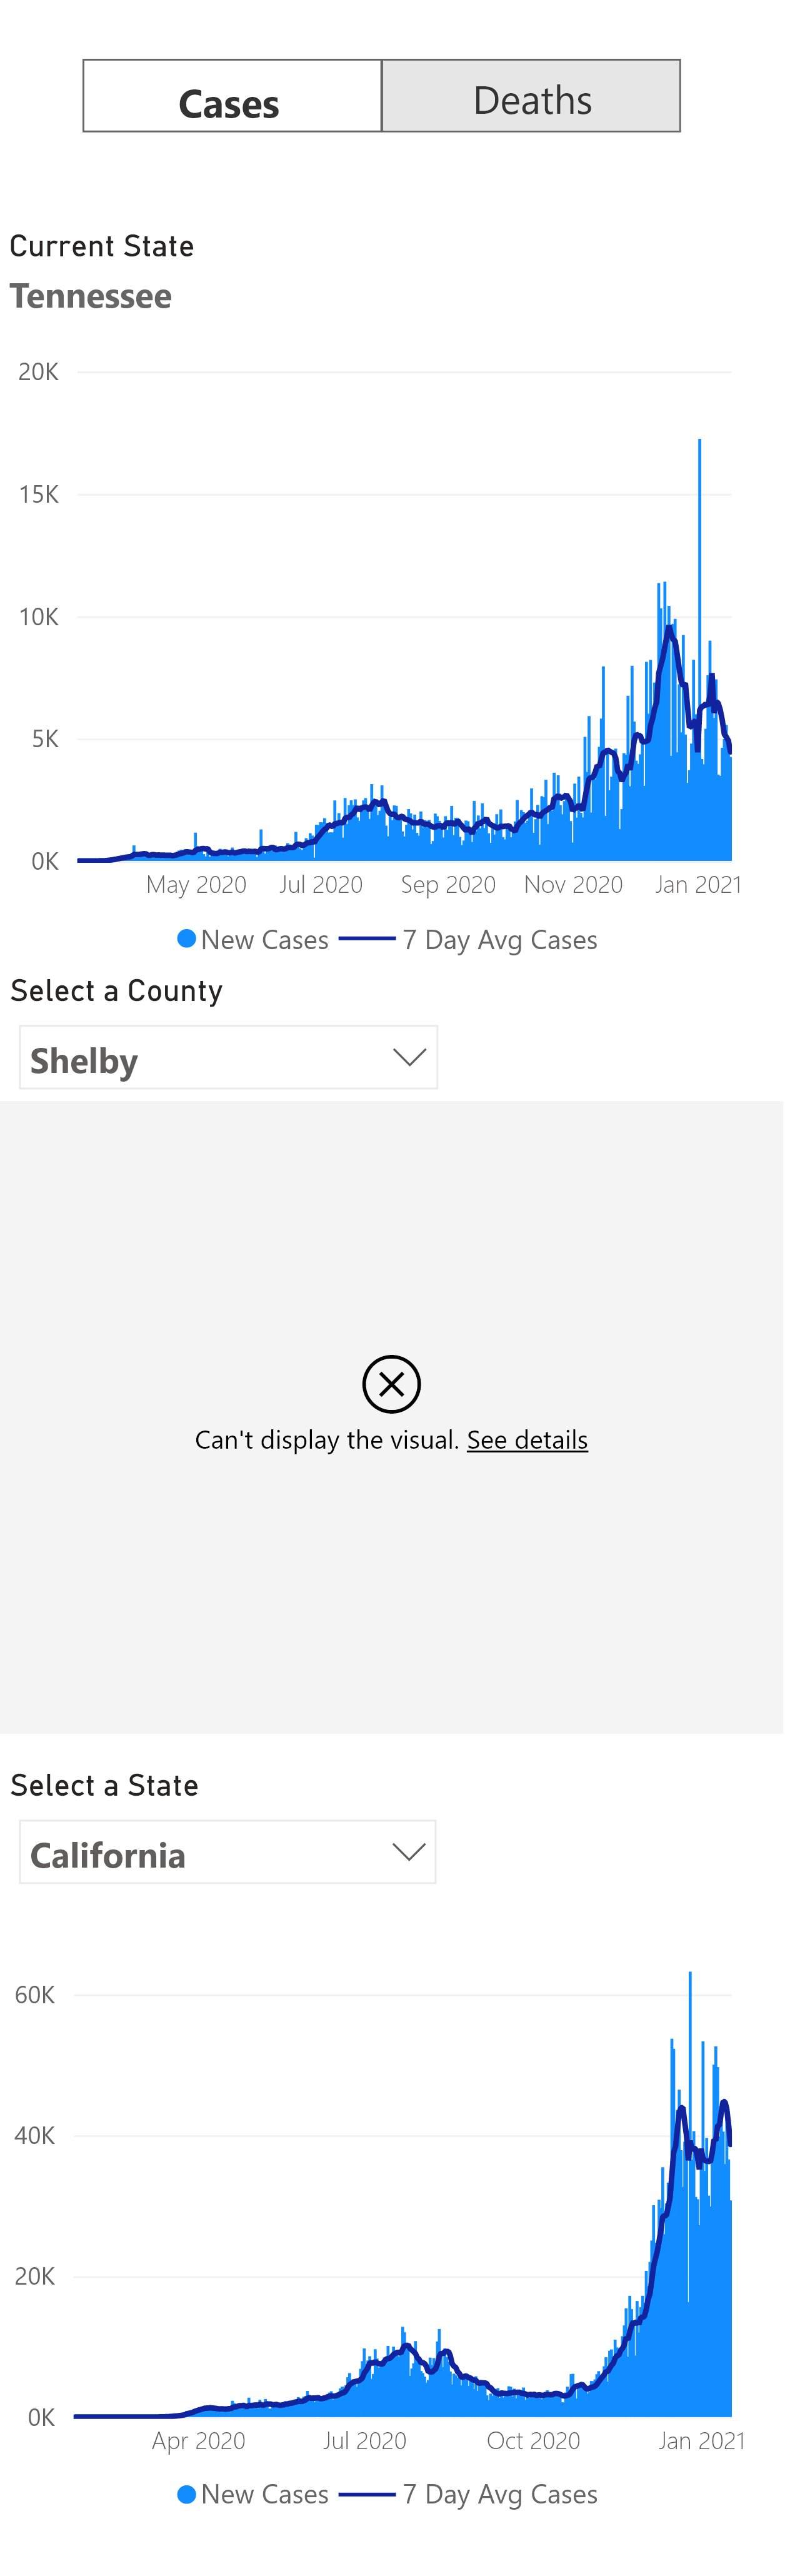 Cases
Deaths
Current State
Tennessee
20K
15K
10K
5K
0K
May 2020 Jul 2020 Sep 2020 Nov 2020 Jan 2021
New Cases 7 Day Avg Cases
Select a County
Shelby
Can't display the visual. See details
Select a State
California
60K
40K
20K
0K
Apr 2020 Jul 2020 Oct 2020 Jan 2021
New Cases 7 Day Avg Cases